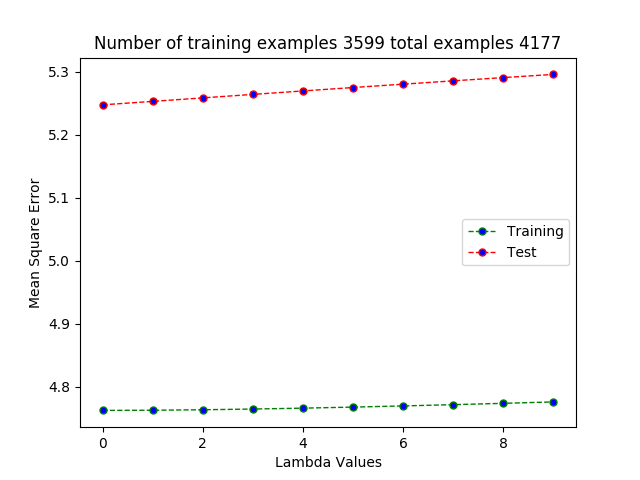 Number of training examples 3599 total examples 4177
5.3
5.2
5.1
5.0
4.9
4.8
Mean Square Error
Training
Test
0 2 4 6 8
Lambda Values